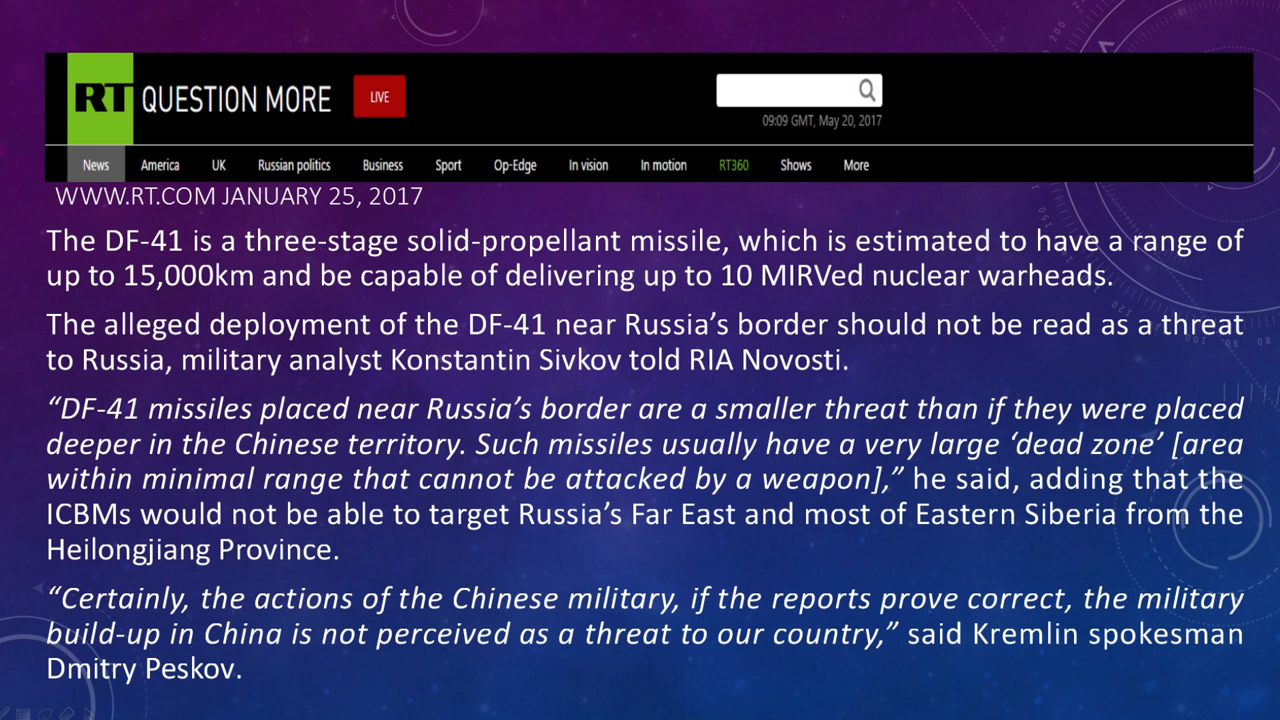 RT QUESTION MORE LIVE
09:09 GMT, May 20, 2017
News America UK Russian politics Business Sport Op-Edge In vision In motion RT360 Shows More
WWW.RT.COM JANUARY 25, 2017
The DF-41 is a three-stage solid-propellant missile, which is estimated to have a range of
up to 15,000km and be capable of delivering up to 10 MIRVed nuclear warheads.
The alleged deployment of the DF-41 near Russia’s border should not be read as a threat
to Russia, military analyst Konstantin Sivkov told RIA Novosti.
“DF-41 missiles placed near Russia’s border are a smaller threat than if they were placed
deeper in the Chinese territory. Such missiles usually have a very large ‘dead zone’ [area
within minimal range that cannot be attacked by a weapon],” he said, adding that the
ICBMs would not be able to target Russia’s Far East and most of Eastern Siberia from the
Heilongjiang Province.
“Certainly, the actions of the Chinese military, if the reports prove correct, the military
build-up in China is not perceived as a threat to our country,” said Kremlin spokesman
Dmitry Peskov.